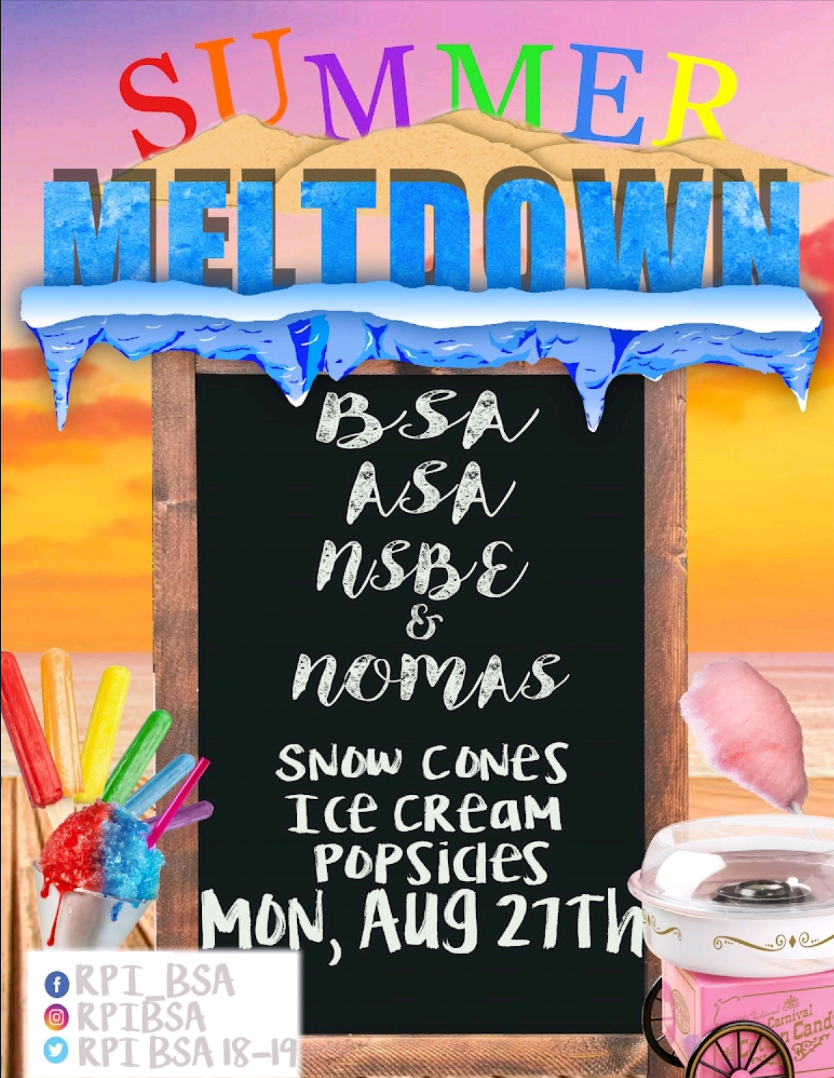 SUMMER
MELTDOWN
BSA
ASA
NSBE
&
NOMAS
SNOW CONES
ICE CREAM
POPSICLES
MON, AUG 27TH
RPI_BSA
RPIBSA
RPI BSA 18-19
Carnival
Cotton Candy